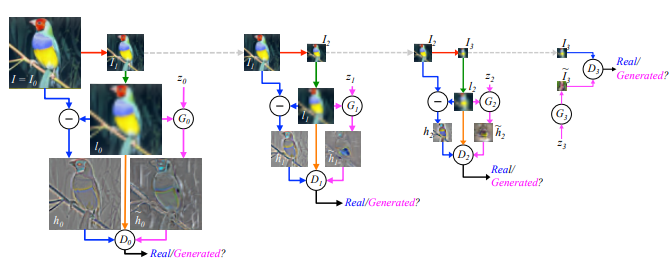 I = I₀
I₁
z₀
−
G₀
l₀
h₀
h̃₀
D₀
Real/Generated?
I₁
I₂
z₁
−
G₁
l₁
h₁
h̃₁
D₁
Real/Generated?
I₂
I₃
z₂
−
l₂
G₂
h₂
h̃₂
D₂
Real/Generated?
I₃
Ĩ₃
D₃
Real/
Generated?
G₃
z₃